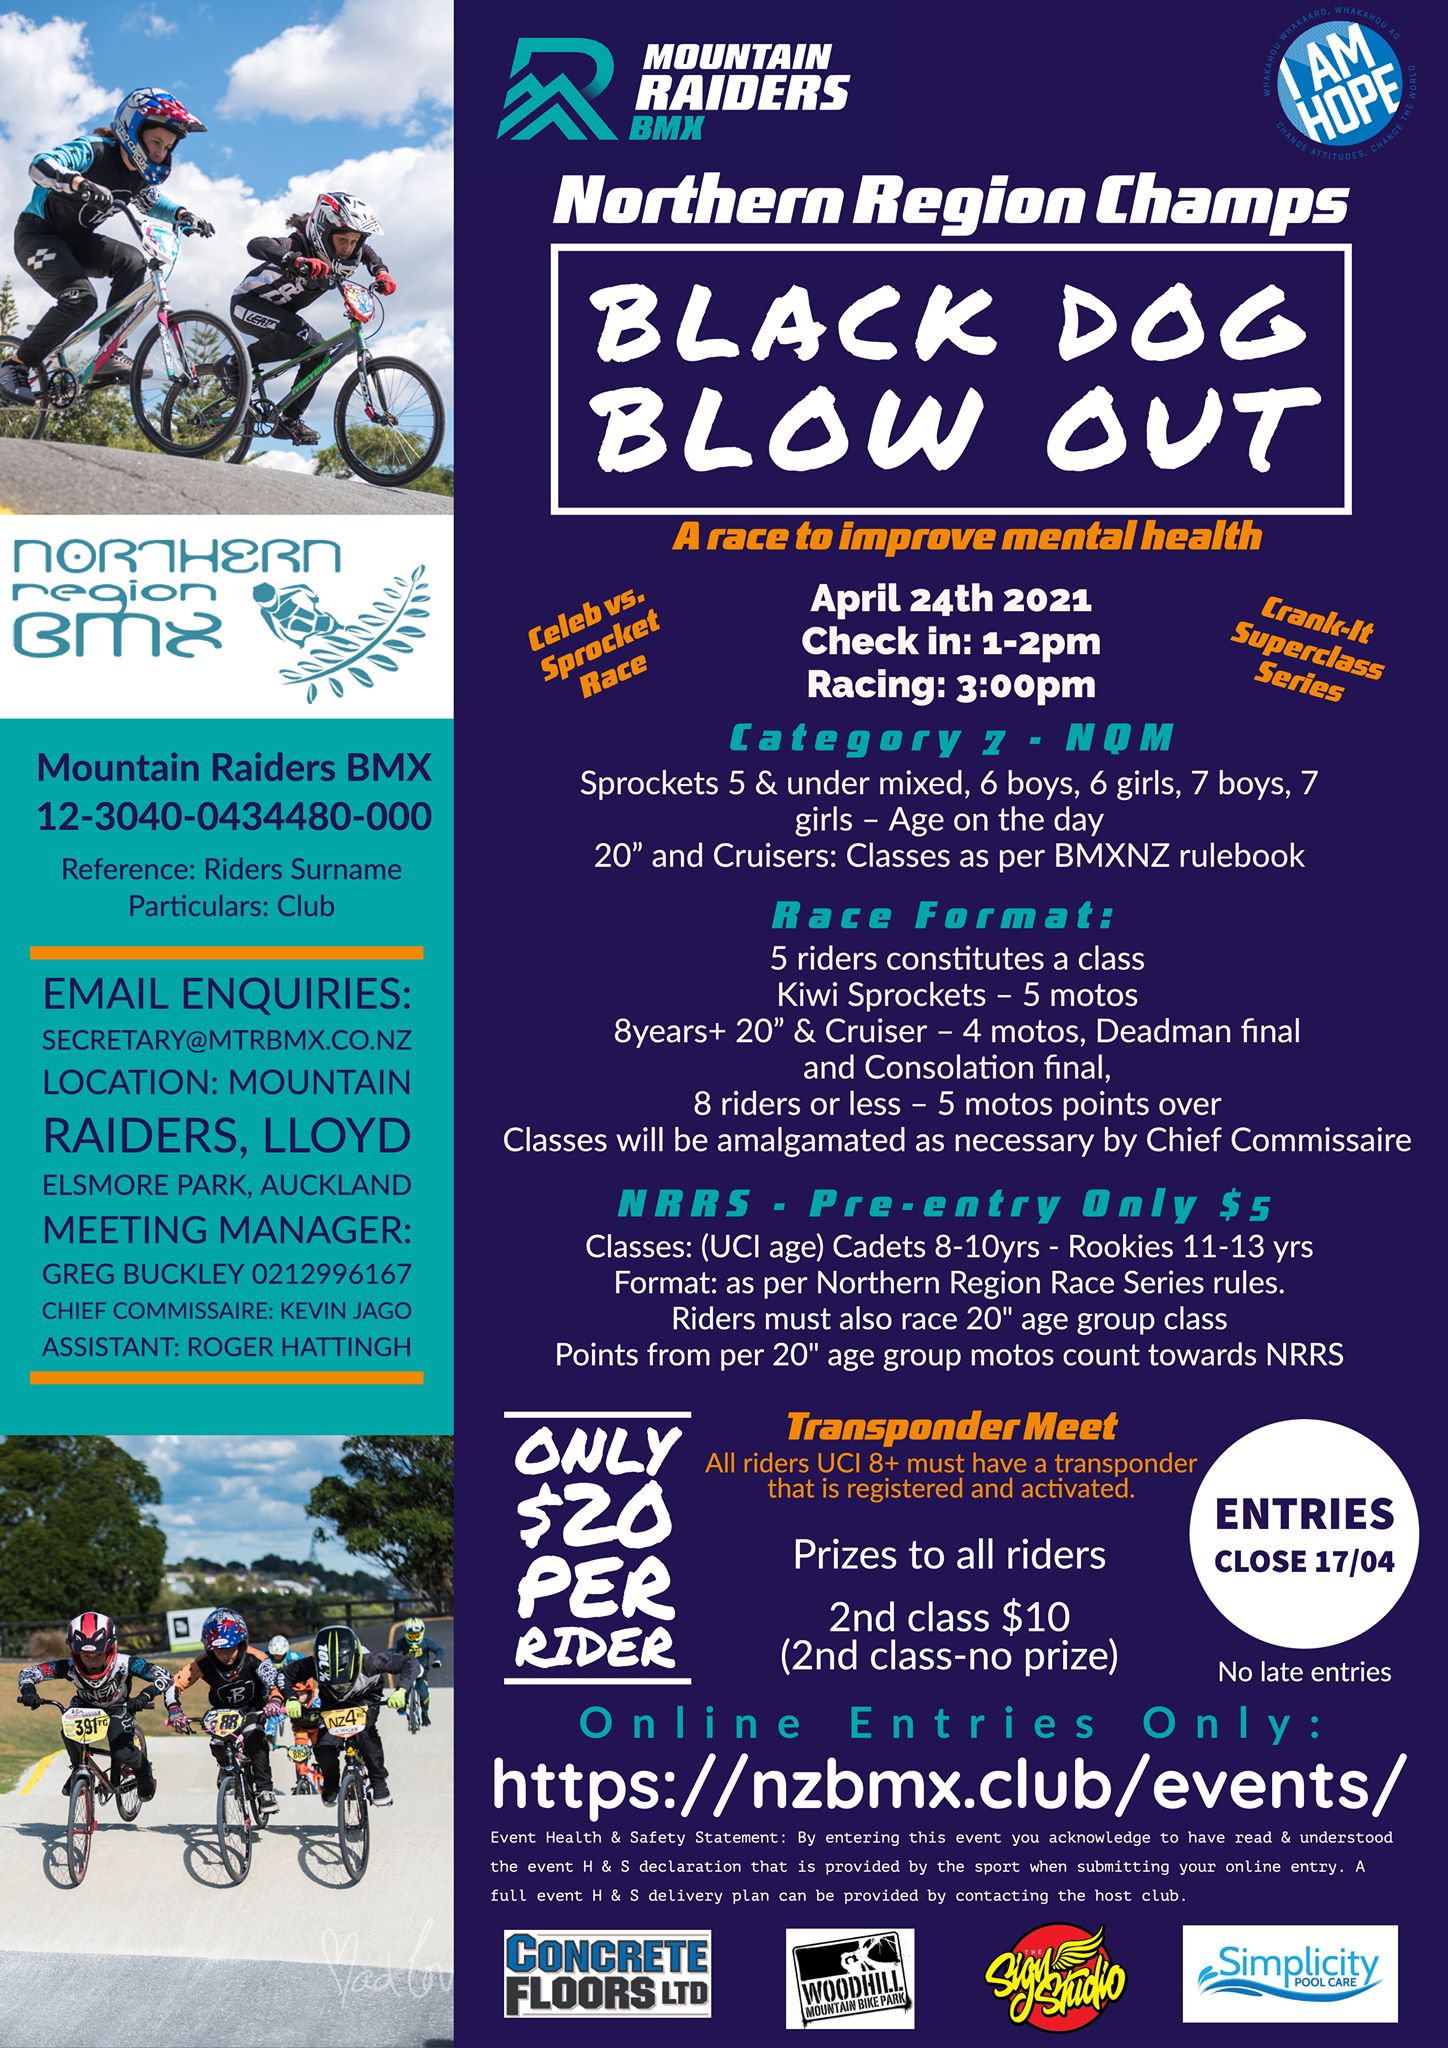 MOUNTAIN
RAIDERS
BMX
WHAKAHOU WHAKAARO, WHAKAHOU AO
I AM
HOPE
CHANGE ATTITUDES, CHANGE THE WORLD
Northern Region Champs
BLACK DOG
BLOW OUT
A race to improve mental health
Celeb vs.
Sprocket
Race
April 24th 2021
Check in: 1-2pm
Racing: 3:00pm
Crank-It
Superclass
Series
Category 7 - NQM
Sprockets 5 & under mixed, 6 boys, 6 girls, 7 boys, 7
girls – Age on the day
20” and Cruisers: Classes as per BMXNZ rulebook
Race Format:
5 riders constitutes a class
Kiwi Sprockets – 5 motos
8years+ 20” & Cruiser – 4 motos, Deadman final
and Consolation final,
8 riders or less – 5 motos points over
Classes will be amalgamated as necessary by Chief Commissaire
NRRS - Pre-entry Only $5
Classes: (UCI age) Cadets 8-10yrs - Rookies 11-13 yrs
Format: as per Northern Region Race Series rules.
Riders must also race 20" age group class
Points from per 20" age group motos count towards NRRS
ONLY
$20
PER
RIDER
Transponder Meet
All riders UCI 8+ must have a transponder
that is registered and activated.
Prizes to all riders
2nd class $10
(2nd class-no prize)
ENTRIES
CLOSE 17/04
No late entries
Online Entries Only:
https://nzbmx.club/events/
Event Health & Safety Statement: By entering this event you acknowledge to have read & understood
the event H & S declaration that is provided by the sport when submitting your online entry. A
full event H & S delivery plan can be provided by contacting the host club.
CONCRETE
FLOORS LTD
WOODHILL
MOUNTAIN BIKE PARK
THE
Sign
Studio
Simplicity
POOL CARE
NORTHERN
region
BMX
Mountain Raiders BMX
12-3040-0434480-000
Reference: Riders Surname
Particulars: Club
EMAIL ENQUIRIES:
SECRETARY@MTRBMX.CO.NZ
LOCATION: MOUNTAIN
RAIDERS, LLOYD
ELSMORE PARK, AUCKLAND
MEETING MANAGER:
GREG BUCKLEY 0212996167
CHIEF COMMISSAIRE: KEVIN JAGO
ASSISTANT: ROGER HATTINGH
LEATT
391
88
NZ4
885